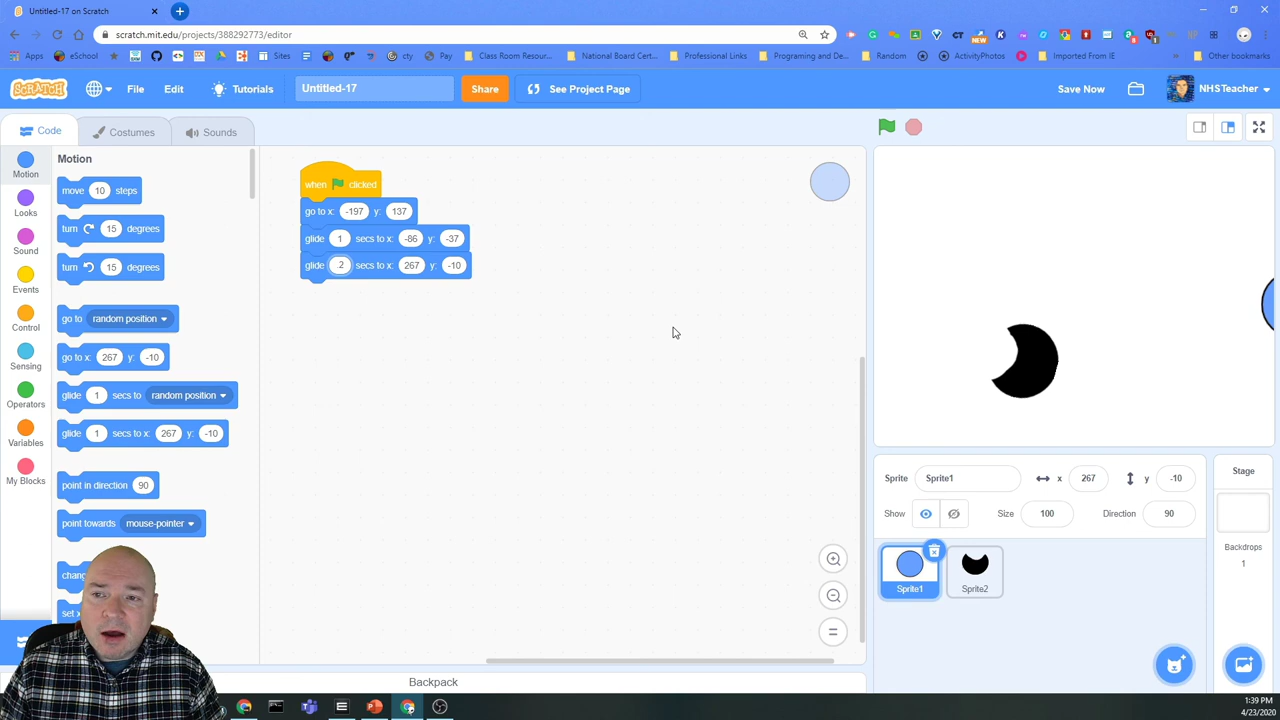 Untitled-17 on Scratch
scratch.mit.edu/projects/388292773/editor
Apps
eSchool
Sites
cty
Pay
Class Room Resour...
National Board Cert...
Professional Links
Programing and De...
NEW
Random
ActivityPhotos
Imported From IE
Other bookmarks
SCRATCH
File
Edit
Tutorials
Untitled-17
Share
See Project Page
Save Now
NHSTeacher
Code
Costumes
Sounds
Motion
Looks
Sound
Events
Control
Sensing
Operators
Variables
My Blocks
Motion
move 10 steps
turn 15 degrees
turn 15 degrees
go to random position
go to x: 267 y: -10
glide 1 secs to random position
glide 1 secs to x: 267 y: -10
point in direction 90
point towards mouse-pointer
set x
when clicked
go to x: -197 y: 137
glide 1 secs to x: -86 y: -37
glide .2 secs to x: 267 y: -10
Sprite Sprite1 x 267 y -10
Show Size 100 Direction 90
Sprite1
Sprite2
Stage
Backdrops
1
Backpack
1:39 PM
4/23/2020